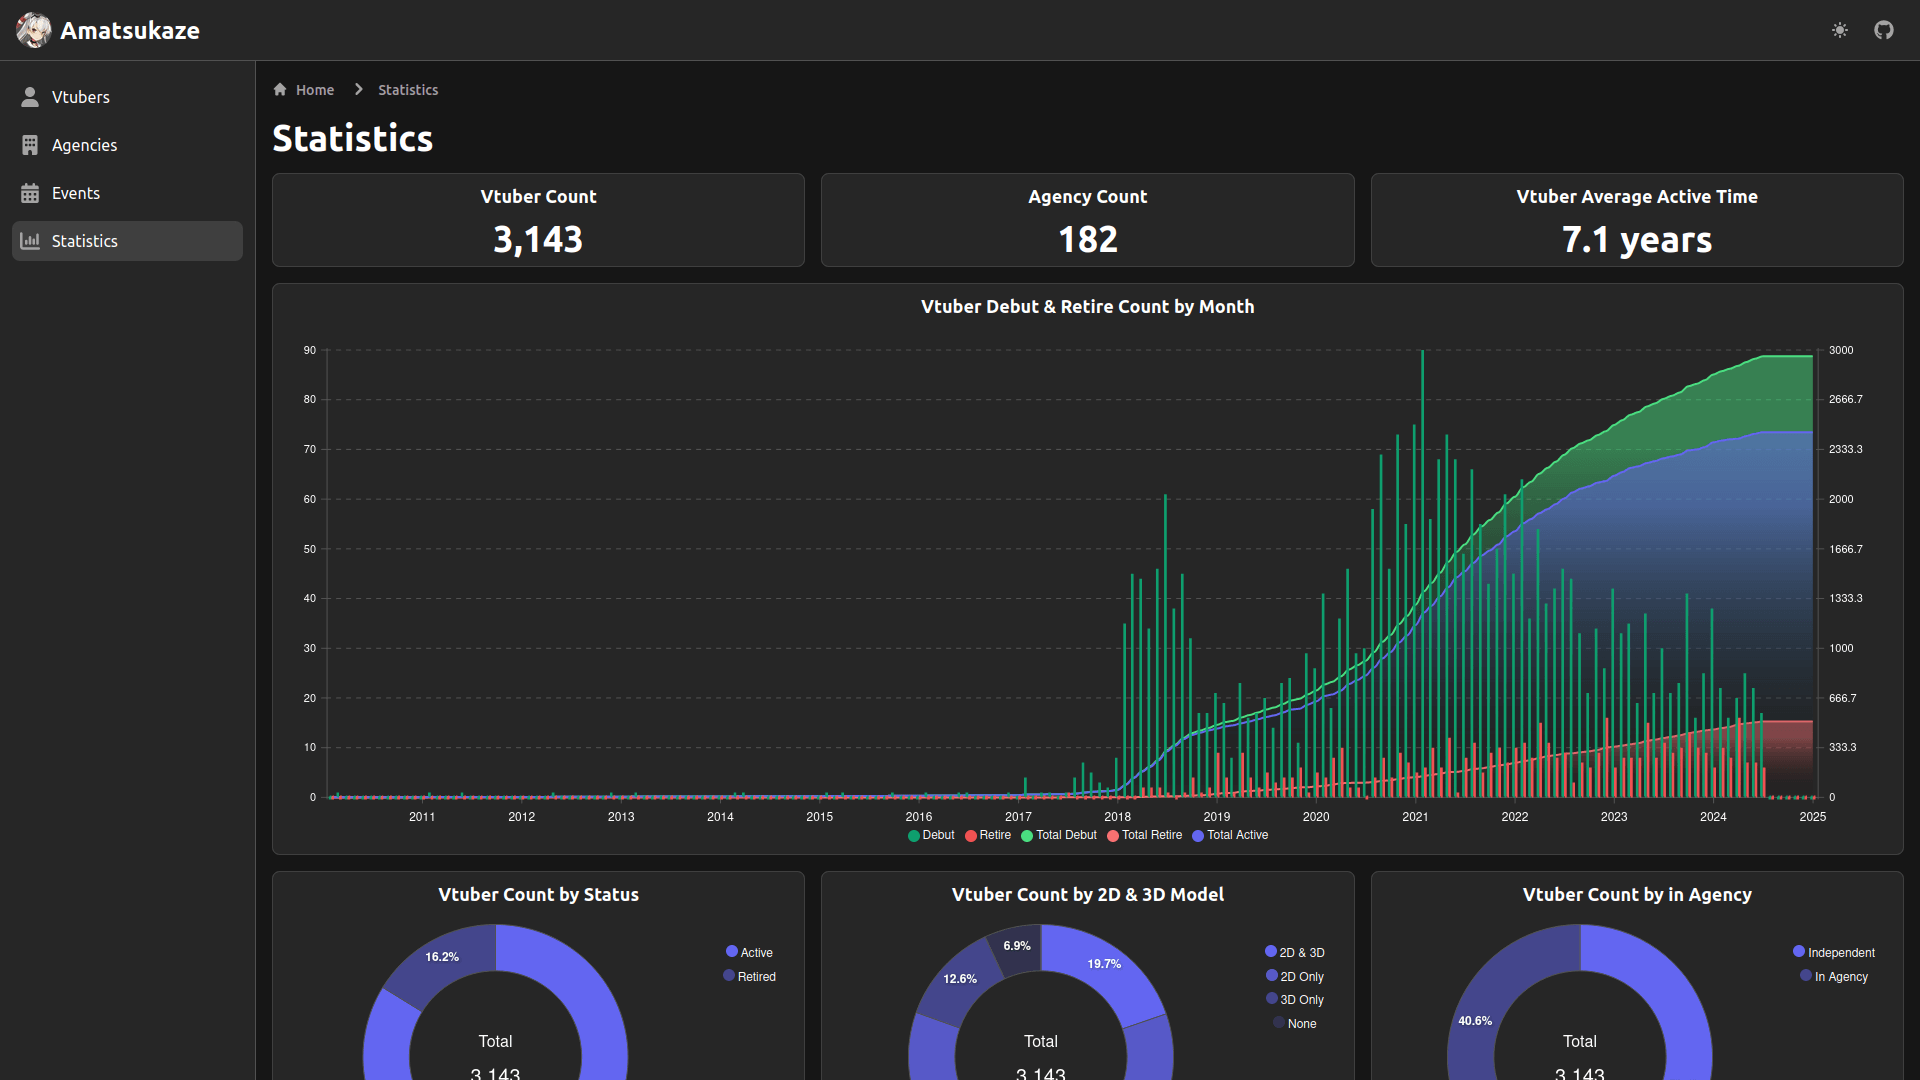 Amatsukaze
Vtubers
Agencies
Events
Statistics
Home
Statistics
Statistics
Vtuber Count
3,143
Agency Count
182
Vtuber Average Active Time
7.1 years
Vtuber Debut & Retire Count by Month
90
80
70
60
50
40
30
20
10
0
3000
2666.7
2333.3
2000
1666.7
1333.3
1000
666.7
333.3
0
2011 2012 2013 2014 2015 2016 2017 2018 2019 2020 2021 2022 2023 2024 2025
Debut Retire Total Debut Total Retire Total Active
Vtuber Count by Status
16.2%
Active
Retired
Total
3,143
Vtuber Count by 2D & 3D Model
6.9%
19.7%
12.6%
2D & 3D
2D Only
3D Only
None
Total
3,143
Vtuber Count by in Agency
40.6%
Independent
In Agency
Total
3,143